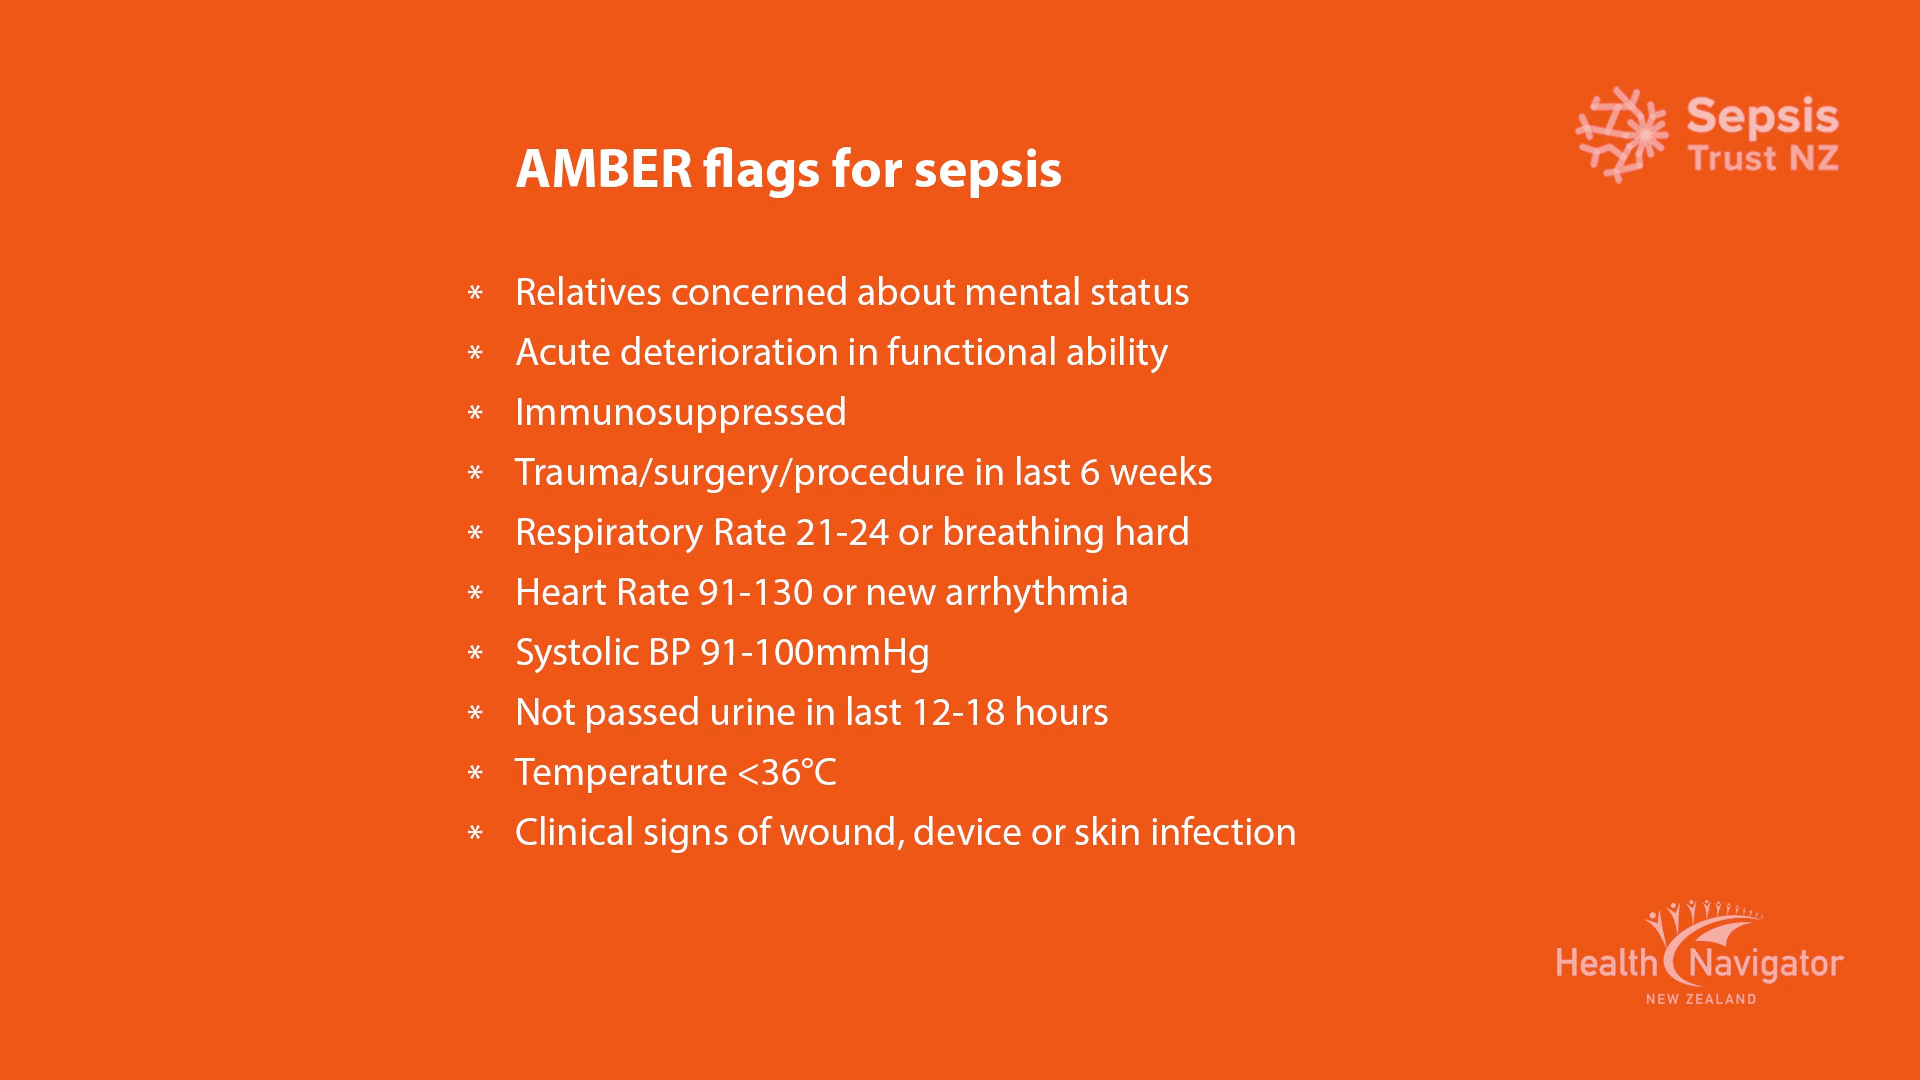 Sepsis
Trust NZ
AMBER flags for sepsis
* Relatives concerned about mental status
* Acute deterioration in functional ability
* Immunosuppressed
* Trauma/surgery/procedure in last 6 weeks
* Respiratory Rate 21-24 or breathing hard
* Heart Rate 91-130 or new arrhythmia
* Systolic BP 91-100mmHg
* Not passed urine in last 12-18 hours
* Temperature <36°C
* Clinical signs of wound, device or skin infection
Health Navigator
NEW ZEALAND